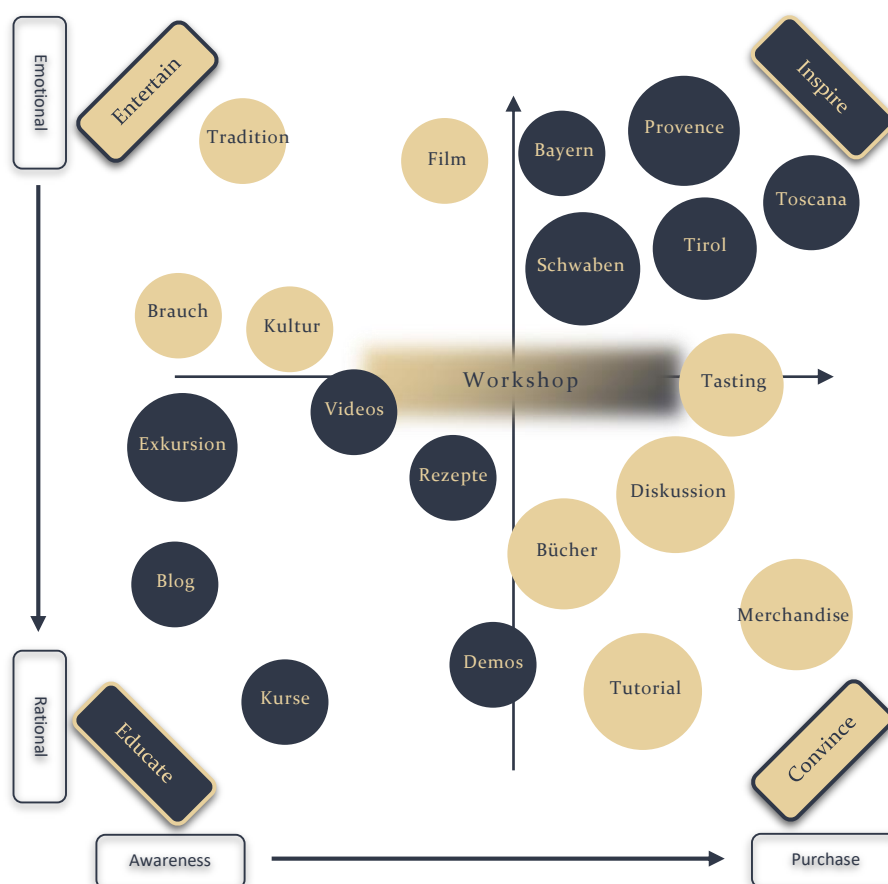 Emotional
Entertain
Inspire
Tradition
Film
Bayern
Provence
Toscana
Schwaben
Tirol
Brauch
Kultur
Workshop
Tasting
Videos
Exkursion
Rezepte
Diskussion
Bücher
Blog
Merchandise
Demos
Tutorial
Kurse
Rational
Educate
Convince
Awareness
Purchase